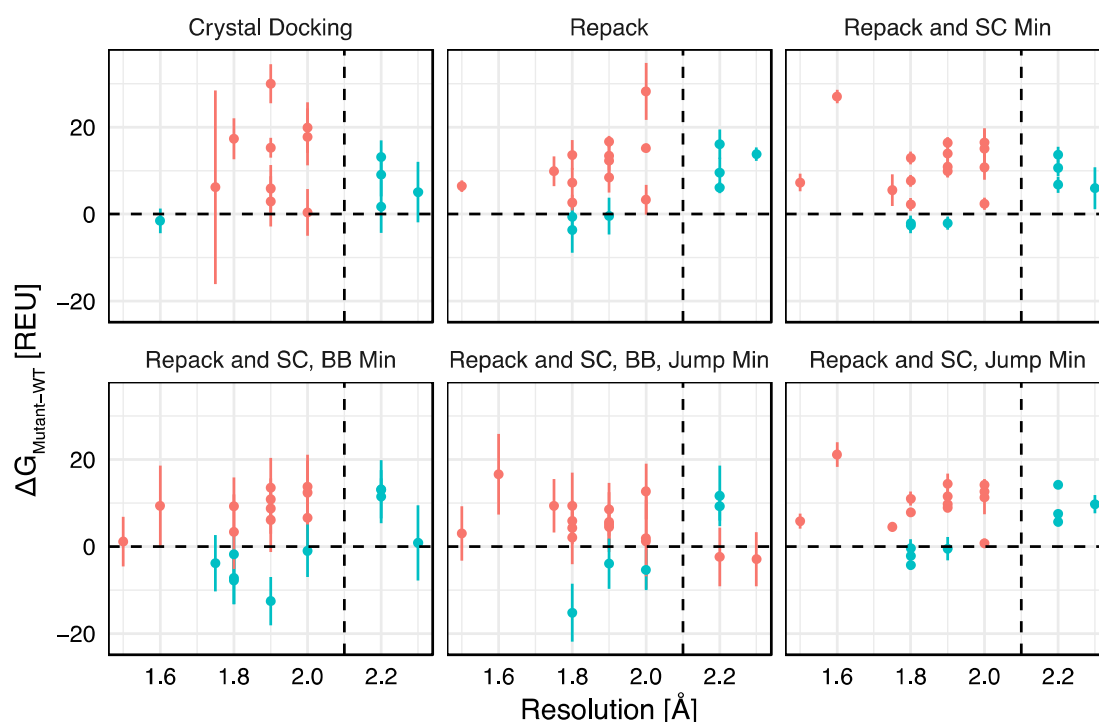 Crystal Docking
Repack
Repack and SC Min
20
0
−20
Repack and SC, BB Min
Repack and SC, BB, Jump Min
Repack and SC, Jump Min
20
0
−20
ΔG Mutant−WT [REU]
1.6 1.8 2.0 2.2
1.6 1.8 2.0 2.2
1.6 1.8 2.0 2.2
Resolution [Å]